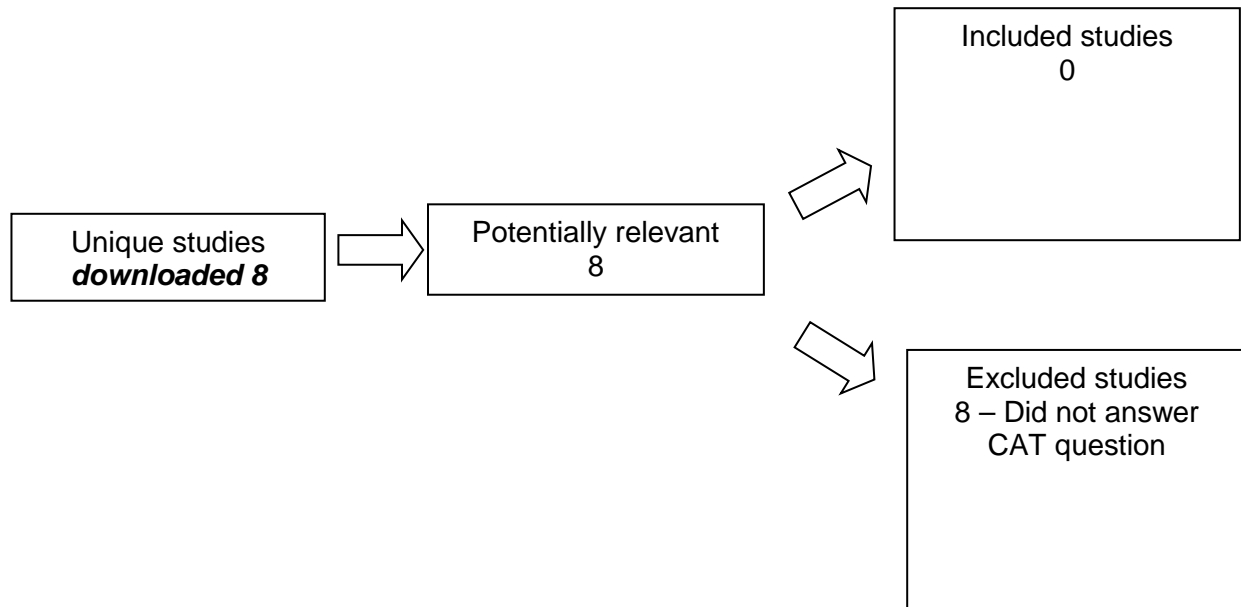 Unique studies
downloaded 8
Potentially relevant
8
Included studies
0
Excluded studies
8 – Did not answer
CAT question